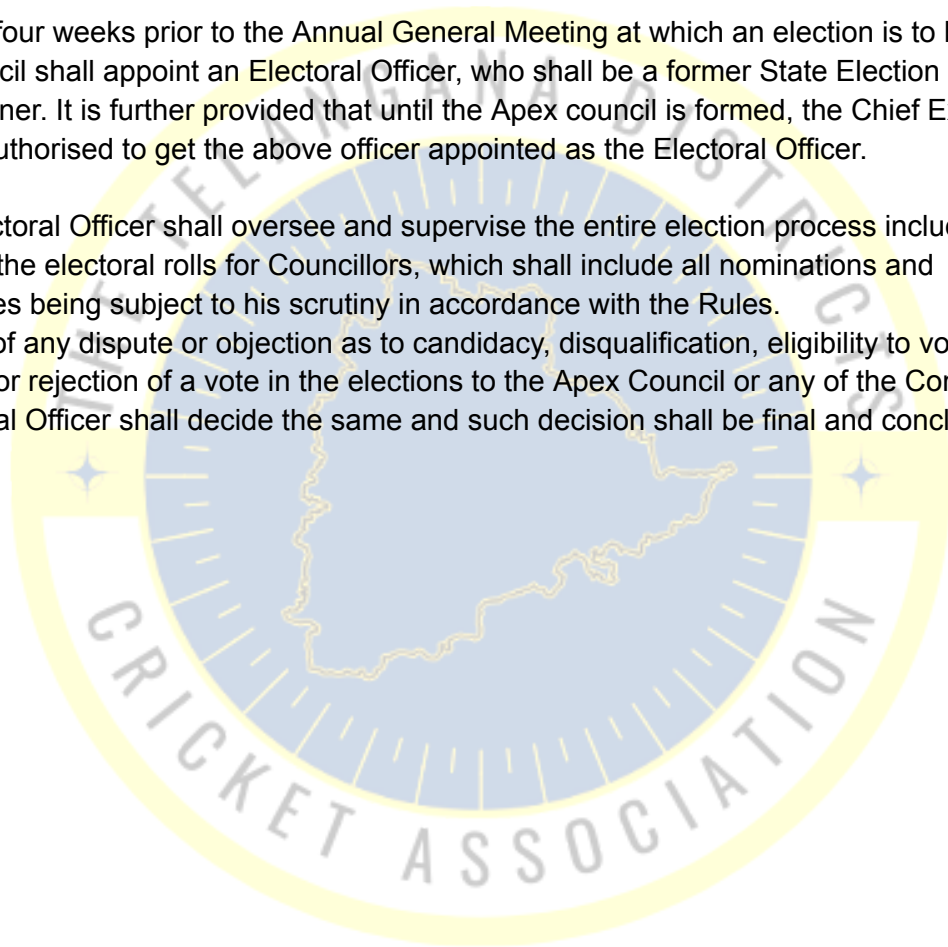 four weeks prior to the Annual General Meeting at which an election is to
cil shall appoint an Electoral Officer, who shall be a former State Election
ner. It is further provided that until the Apex council is formed, the Chief
uthorised to get the above officer appointed as the Electoral Officer.
ctoral Officer shall oversee and supervise the entire election process inclu
the electoral rolls for Councillors, which shall include all nominations and
es being subject to his scrutiny in accordance with the Rules.
of any dispute or objection as to candidacy, disqualification, eligibility to vo
or rejection of a vote in the elections to the Apex Council or any of the Co
al Officer shall decide the same and such decision shall be final and concl
THE TELANGANA DISTRICTS
CRICKET ASSOCIATION